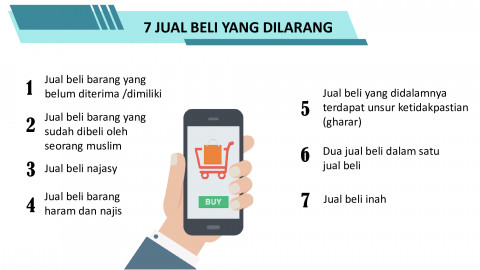 7 JUAL BELI YANG DILARANG
1 Jual beli barang yang
belum diterima /dimiliki
2 Jual beli barang yang
sudah dibeli oleh
seorang muslim
3 Jual beli najasy
4 Jual beli barang
haram dan najis
BUY
5 Jual beli yang didalamnya
terdapat unsur ketidakpastian
(gharar)
6 Dua jual beli dalam satu
jual beli
7 Jual beli inah